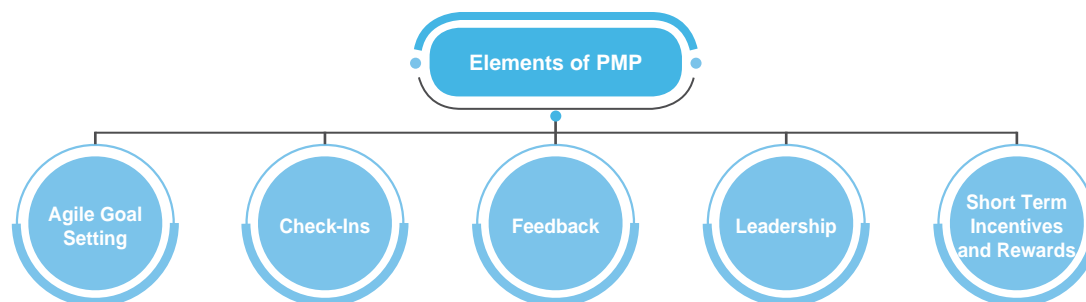 Elements of PMP
Agile Goal
Setting
Check-Ins
Feedback
Leadership
Short Term
Incentives
and Rewards